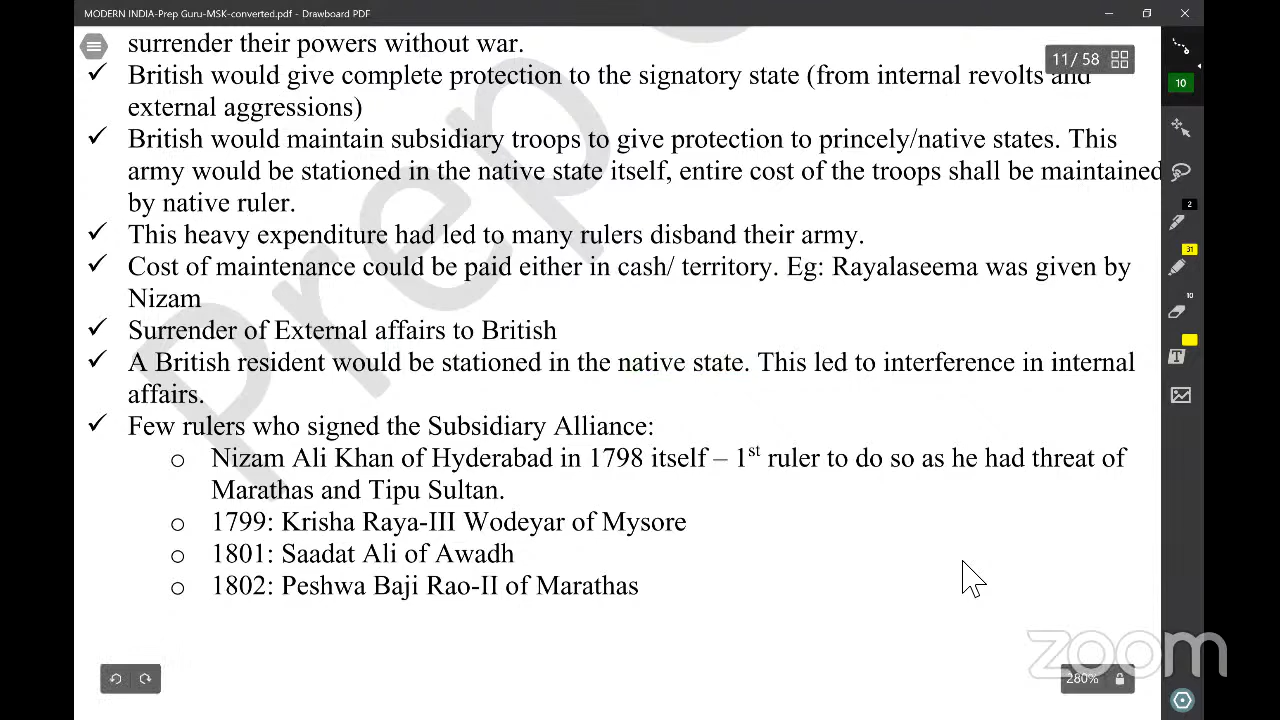 MODERN INDIA-Prep Guru-MSK-converted.pdf - Drawboard PDF
surrender their powers without war.
11 / 58
✓ British would give complete protection to the signatory state (from internal revolts and
external aggressions)
10
✓ British would maintain subsidiary troops to give protection to princely/native states. This
army would be stationed in the native state itself, entire cost of the troops shall be maintained
by native ruler.
2
✓ This heavy expenditure had led to many rulers disband their army.
31
✓ Cost of maintenance could be paid either in cash/ territory. Eg: Rayalaseema was given by
Nizam
10
✓ Surrender of External affairs to British
✓ A British resident would be stationed in the native state. This led to interference in internal
affairs.
T
✓ Few rulers who signed the Subsidiary Alliance:
o Nizam Ali Khan of Hyderabad in 1798 itself – 1st ruler to do so as he had threat of
Marathas and Tipu Sultan.
o 1799: Krisha Raya-III Wodeyar of Mysore
o 1801: Saadat Ali of Awadh
o 1802: Peshwa Baji Rao-II of Marathas
Prep
zoom
280%